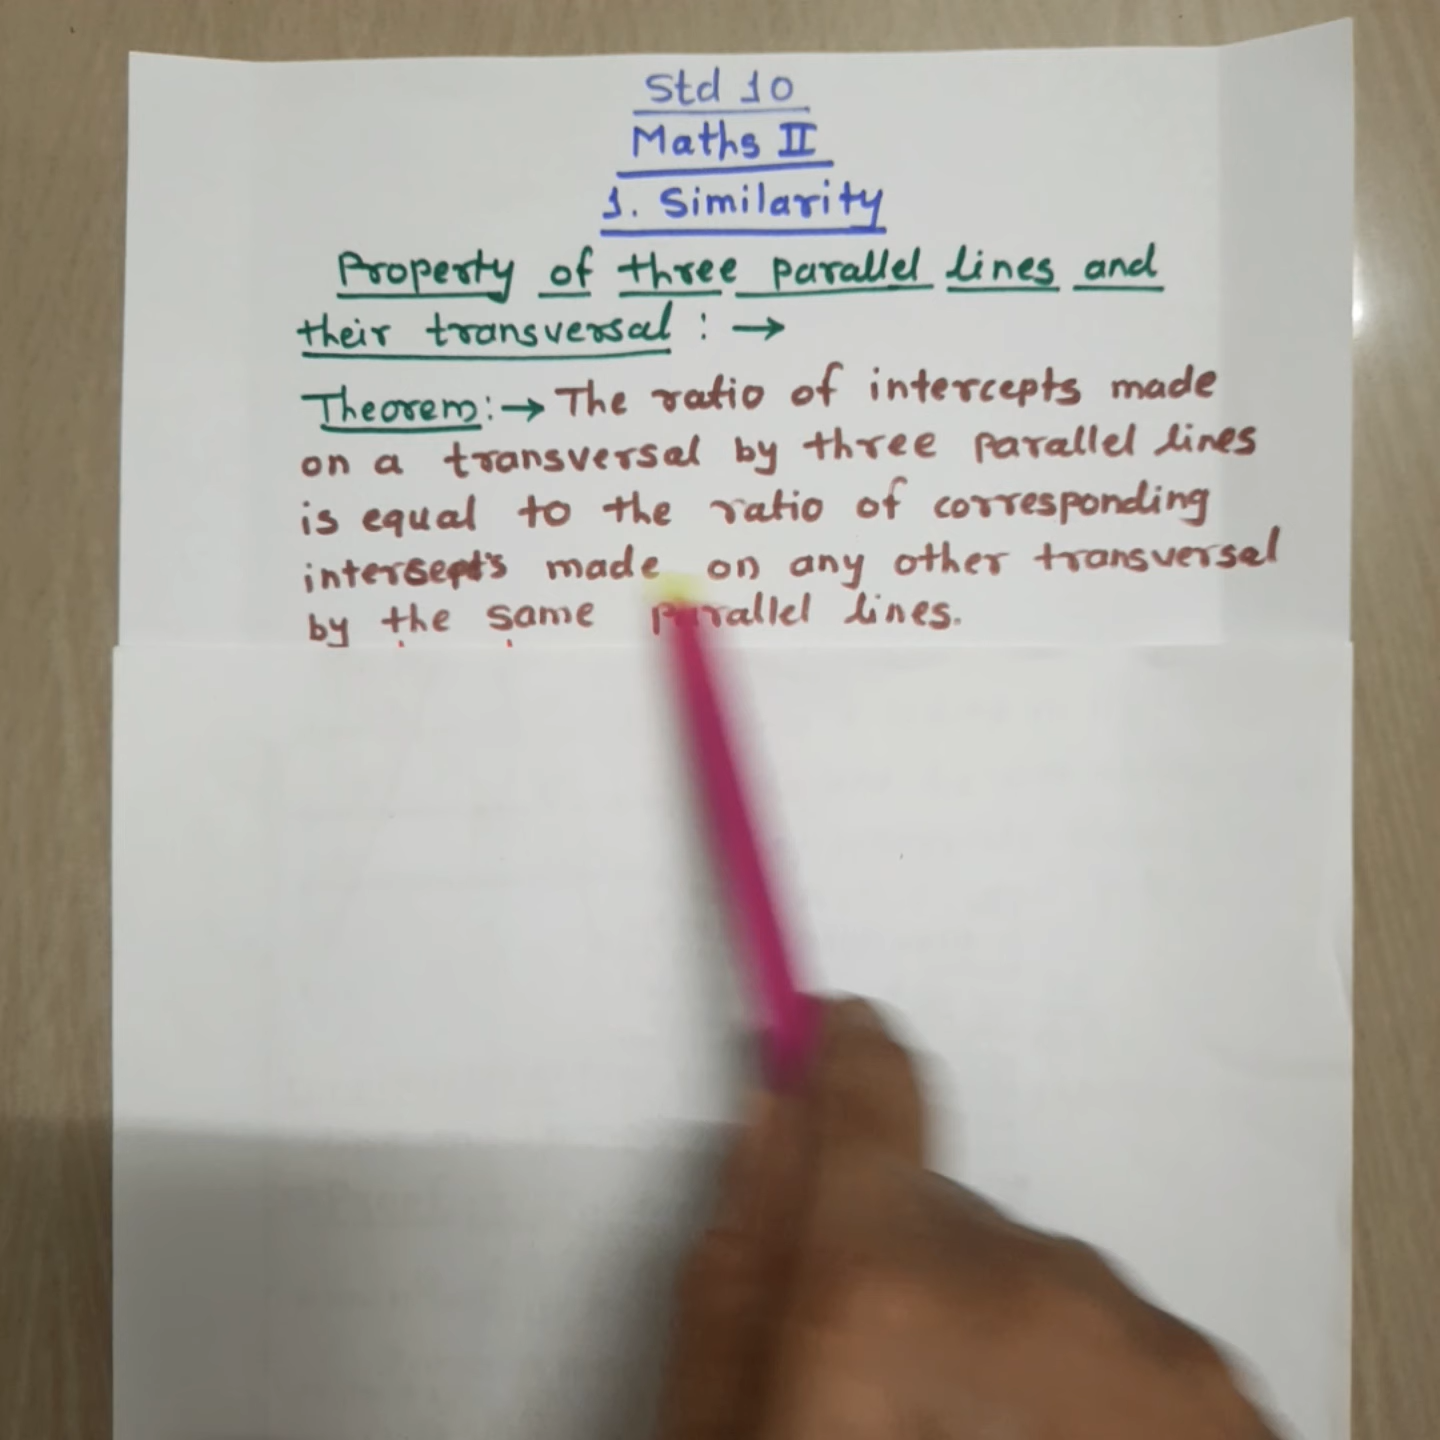 Std 10
Maths II
1. Similarity
Property of three parallel lines and
their transversal : →
Theorem:→ The ratio of intercepts made
on a transversal by three parallel lines
is equal to the ratio of corresponding
intersepts made on any other transversal
by the same parallel lines.